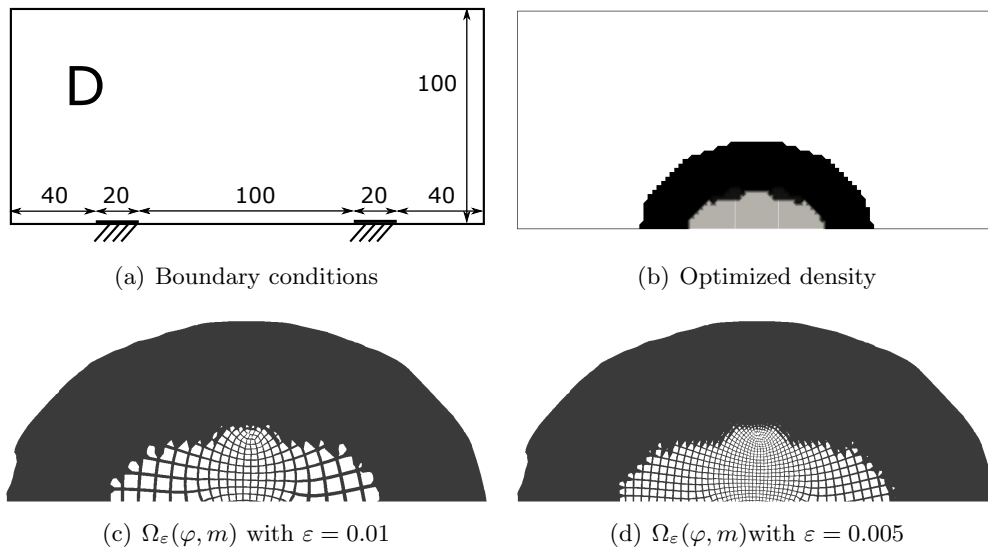 D
100
40 20 100 20 40
(a) Boundary conditions
(b) Optimized density
(c) Ωε(φ, m) with ε = 0.01
(d) Ωε(φ, m)with ε = 0.005